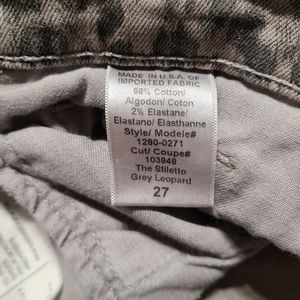 MADE IN U.S.A. OF
IMPORTED FABRIC
98% Cotton/
Algodon/ Coton
2% Elastane/
Elastano/ Elasthanne
Style/ Modele#
1280-0271
Cut/ Coupe#
103948
The Stiletto
Grey Leopard
27